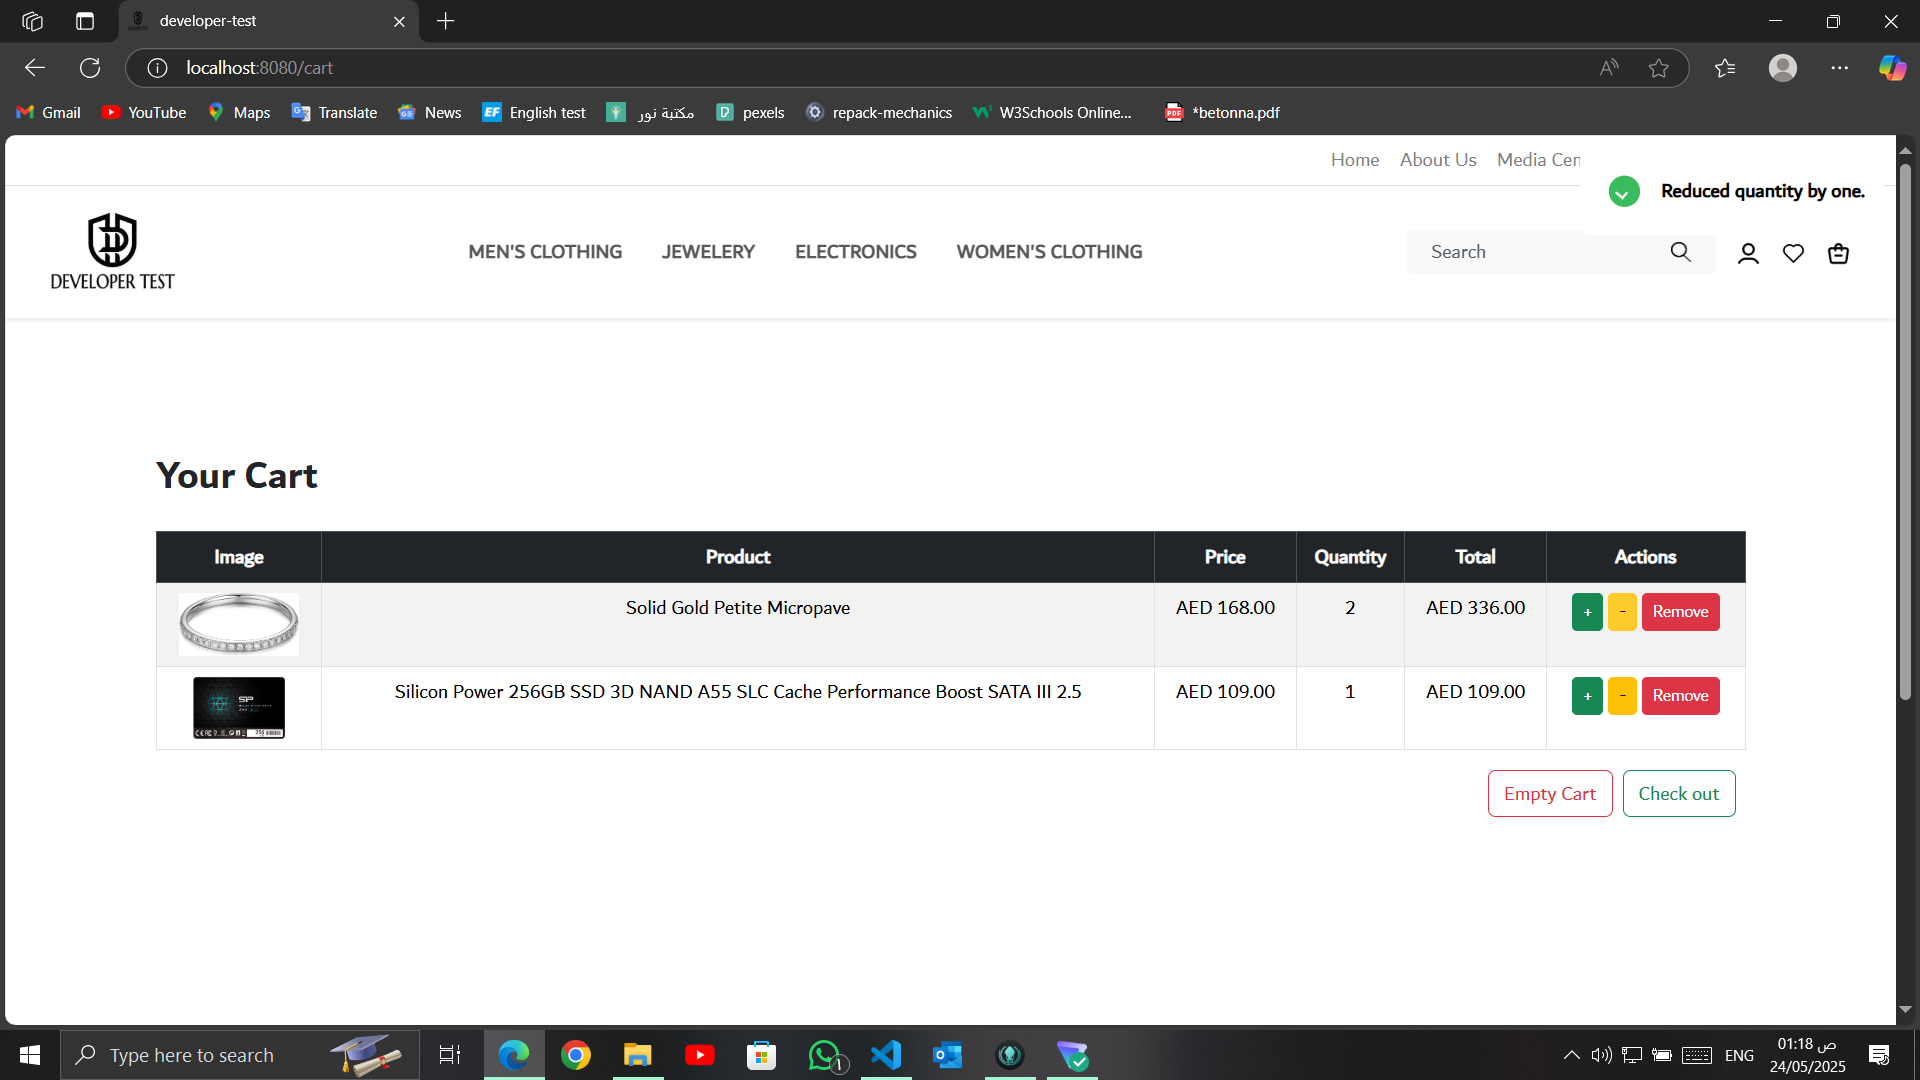 developer-test
localhost:8080/cart
Gmail
YouTube
Maps
Translate
News
EF English test
مكتبة نور
pexels
repack-mechanics
W3Schools Online...
PDF *betonna.pdf
Home About Us Media Cen
Reduced quantity by one.
DEVELOPER TEST
MEN'S CLOTHING JEWELERY ELECTRONICS WOMEN'S CLOTHING
Search
Your Cart
Image Product Price Quantity Total Actions
Solid Gold Petite Micropave AED 168.00 2 AED 336.00 + - Remove
Silicon Power 256GB SSD 3D NAND A55 SLC Cache Performance Boost SATA III 2.5 AED 109.00 1 AED 109.00 + - Remove
SP
256
Empty Cart Check out
Type here to search
ENG
01:18 ص
24/05/2025